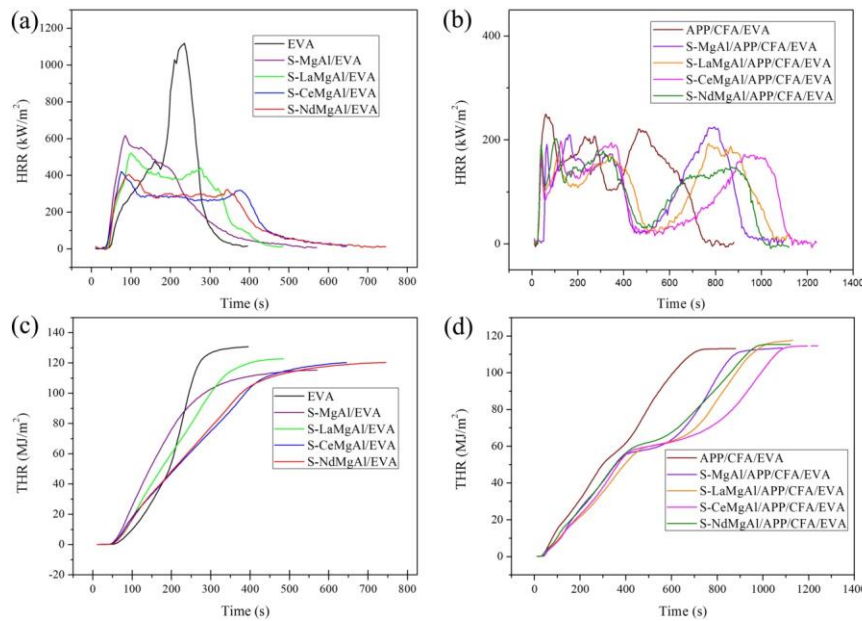 (a)
1200
1000
800
600
400
200
0
HRR (kW/m²)
0 100 200 300 400 500 600 700 800
Time (s)
EVA
S-MgAl/EVA
S-LaMgAl/EVA
S-CeMgAl/EVA
S-NdMgAl/EVA
(b)
400
200
0
HRR (kW/m²)
0 200 400 600 800 1000 1200 1400
Time (s)
APP/CFA/EVA
S-MgAl/APP/CFA/EVA
S-LaMgAl/APP/CFA/EVA
S-CeMgAl/APP/CFA/EVA
S-NdMgAl/APP/CFA/EVA
(c)
140
120
100
80
60
40
20
0
-20
THR (MJ/m²)
0 100 200 300 400 500 600 700 800
Time (s)
EVA
S-MgAl/EVA
S-LaMgAl/EVA
S-CeMgAl/EVA
S-NdMgAl/EVA
(d)
120
100
80
60
40
20
0
THR (MJ/m²)
0 200 400 600 800 1000 1200 1400
Time (s)
APP/CFA/EVA
S-MgAl/APP/CFA/EVA
S-LaMgAl/APP/CFA/EVA
S-CeMgAl/APP/CFA/EVA
S-NdMgAl/APP/CFA/EVA